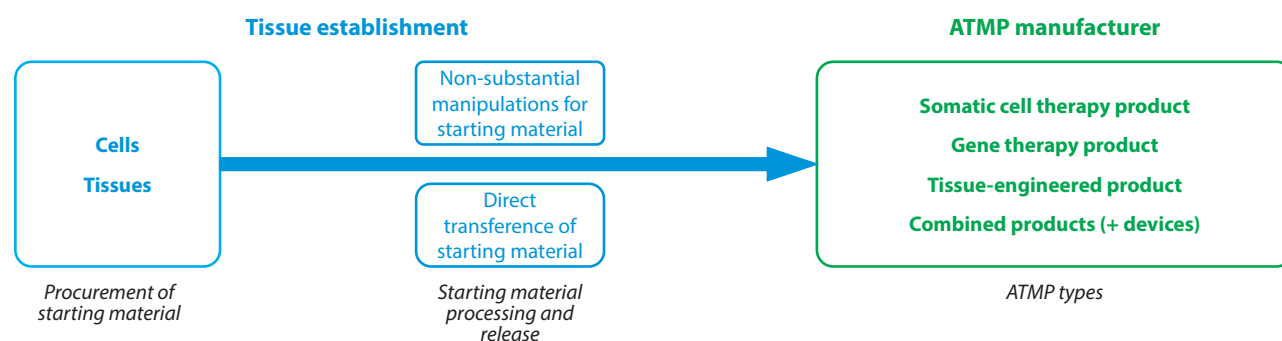 Tissue establishment
ATMP manufacturer
Cells
Tissues
Non-substantial
manipulations for
starting material
Direct
transference of
starting material
Somatic cell therapy product
Gene therapy product
Tissue-engineered product
Combined products (+ devices)
Procurement of
starting material
Starting material
processing and
release
ATMP types